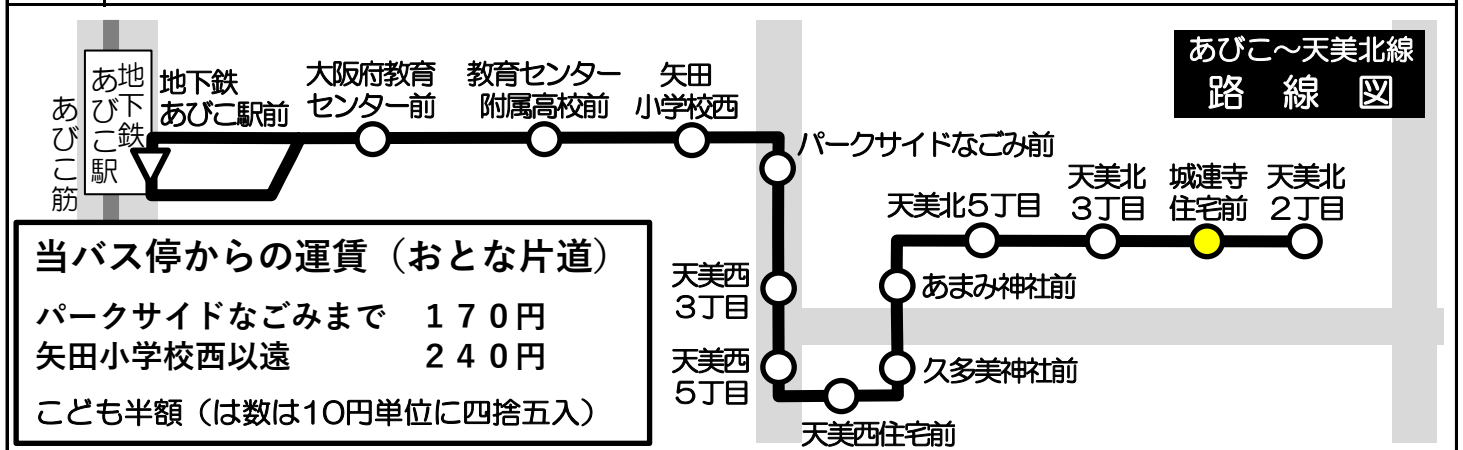 あびこ～天美北線
路線図
あびこ筋
地下鉄
あびこ駅
地下鉄
あびこ駅前
大阪府教育
センター前
教育センター
附属高校前
矢田
小学校西
パークサイドなごみ前
天美西
3丁目
天美西
5丁目
天美西住宅前
久多美神社前
あまみ神社前
天美北5丁目
天美北
3丁目
城連寺
住宅前
天美北
2丁目
当バス停からの運賃（おとな片道）
パークサイドなごみまで　１７０円
矢田小学校西以遠　２４０円
こども半額（は数は10円単位に四捨五入）